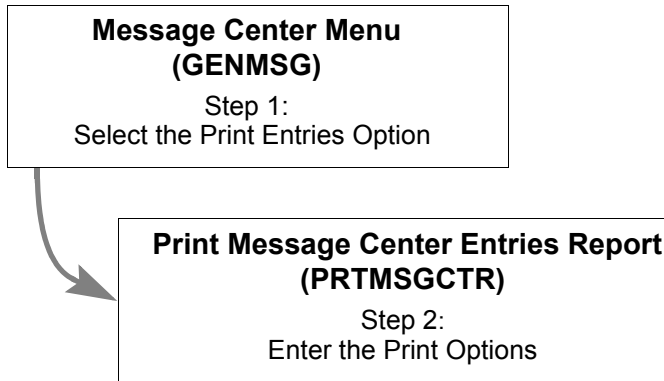 Message Center Menu
(GENMSG)
Step 1:
Select the Print Entries Option
Print Message Center Entries Report
(PRTMSGCTR)
Step 2:
Enter the Print Options